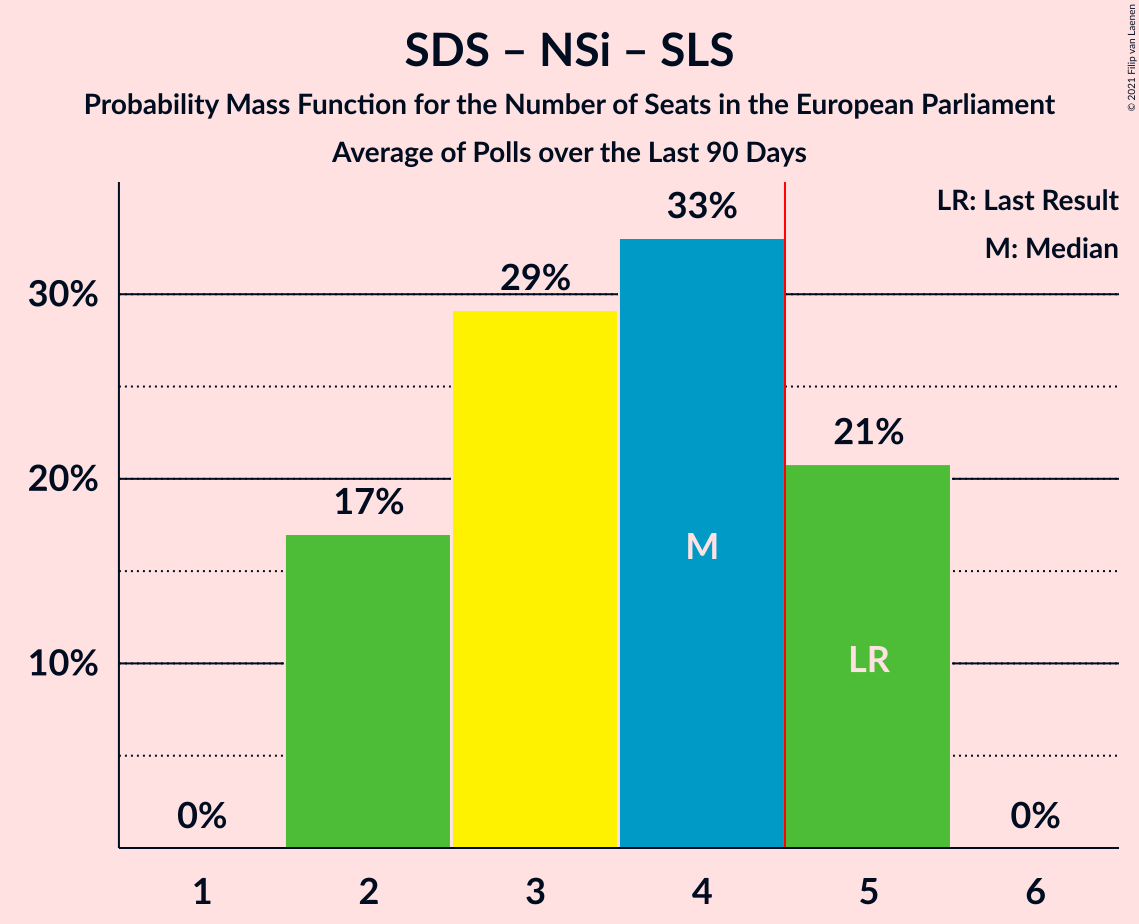 SDS – NSi – SLS
Probability Mass Function for the Number of Seats in the European Parliament
Average of Polls over the Last 90 Days
© 2021 Filip van Laenen
LR: Last Result
M: Median
33%
29%
30%
21%
20%
17%
M
LR
10%
0%
0%
1 2 3 4 5 6